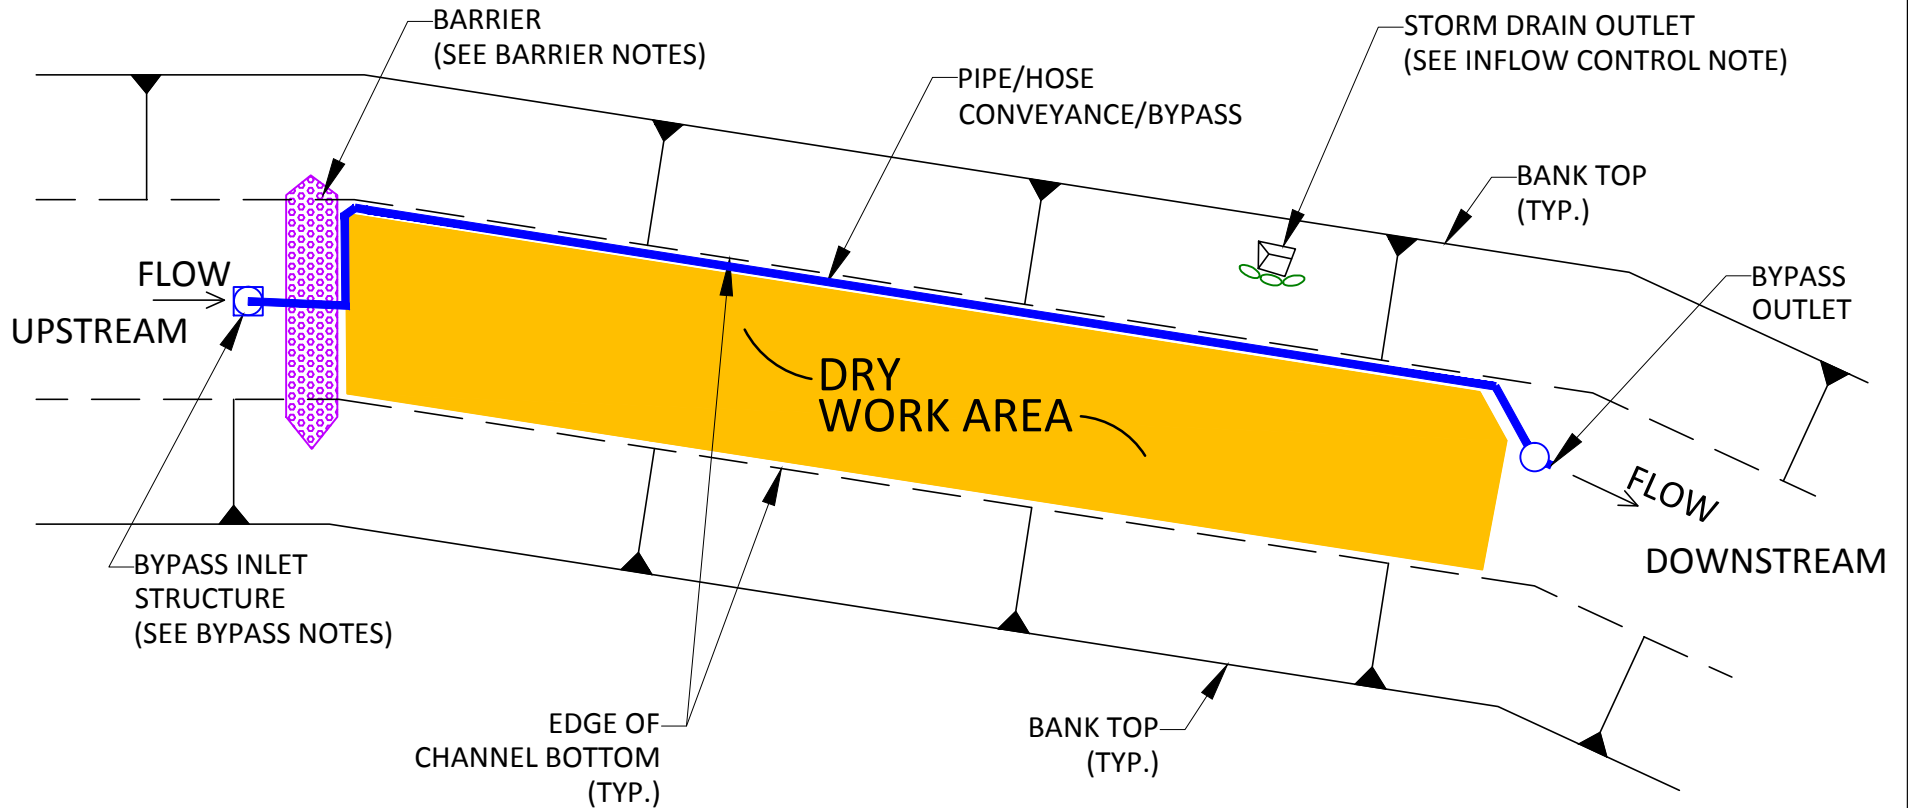 BARRIER
(SEE BARRIER NOTES)
STORM DRAIN OUTLET
(SEE INFLOW CONTROL NOTE)
PIPE/HOSE
CONVEYANCE/BYPASS
BANK TOP
(TYP.)
FLOW
UPSTREAM
BYPASS
OUTLET
DRY
WORK AREA
FLOW
DOWNSTREAM
BYPASS INLET
STRUCTURE
(SEE BYPASS NOTES)
EDGE OF
CHANNEL BOTTOM
(TYP.)
BANK TOP
(TYP.)